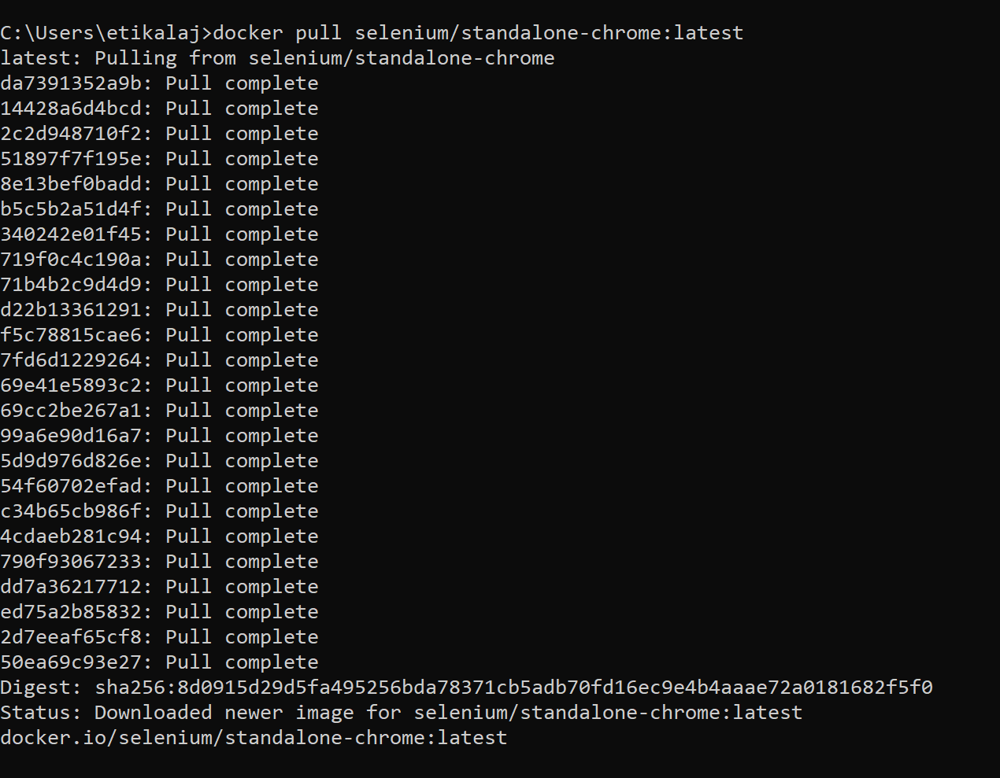 C:\Users\etikalaj>docker pull selenium/standalone-chrome:latest
latest: Pulling from selenium/standalone-chrome
da7391352a9b: Pull complete
14428a6d4bcd: Pull complete
2c2d948710f2: Pull complete
51897f7f195e: Pull complete
8e13bef0badd: Pull complete
b5c5b2a51d4f: Pull complete
340242e01f45: Pull complete
719f0c4c190a: Pull complete
71b4b2c9d4d9: Pull complete
d22b13361291: Pull complete
f5c78815cae6: Pull complete
7fd6d1229264: Pull complete
69e41e5893c2: Pull complete
69cc2be267a1: Pull complete
99a6e90d16a7: Pull complete
5d9d976d826e: Pull complete
54f60702efad: Pull complete
c34b65cb986f: Pull complete
4cdaeb281c94: Pull complete
790f93067233: Pull complete
dd7a36217712: Pull complete
ed75a2b85832: Pull complete
2d7eeaf65cf8: Pull complete
50ea69c93e27: Pull complete
Digest: sha256:8d0915d29d5fa495256bda78371cb5adb70fd16ec9e4b4aaae72a0181682f5f0
Status: Downloaded newer image for selenium/standalone-chrome:latest
docker.io/selenium/standalone-chrome:latest